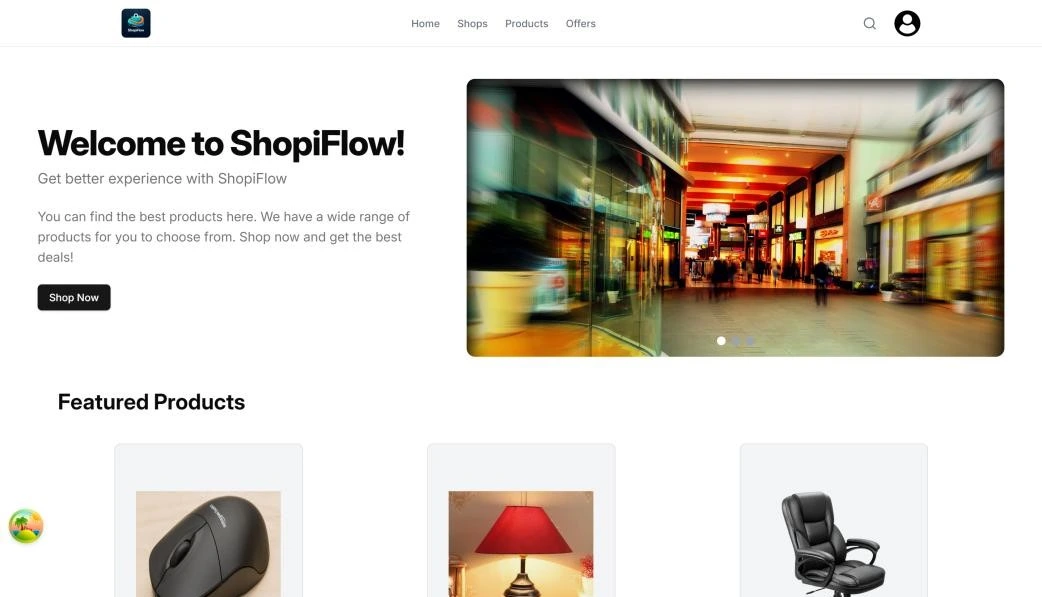 ShopiFlow
Home
Shops
Products
Offers
Welcome to ShopiFlow!
Get better experience with ShopiFlow
You can find the best products here. We have a wide range of
products for you to choose from. Shop now and get the best
deals!
Shop Now
Featured Products